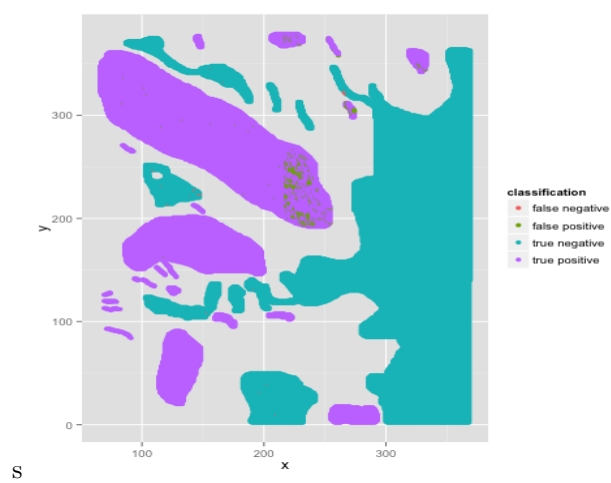 300
200
100
0
y
100
200
300
x
classification
false negative
false positive
true negative
true positive
s